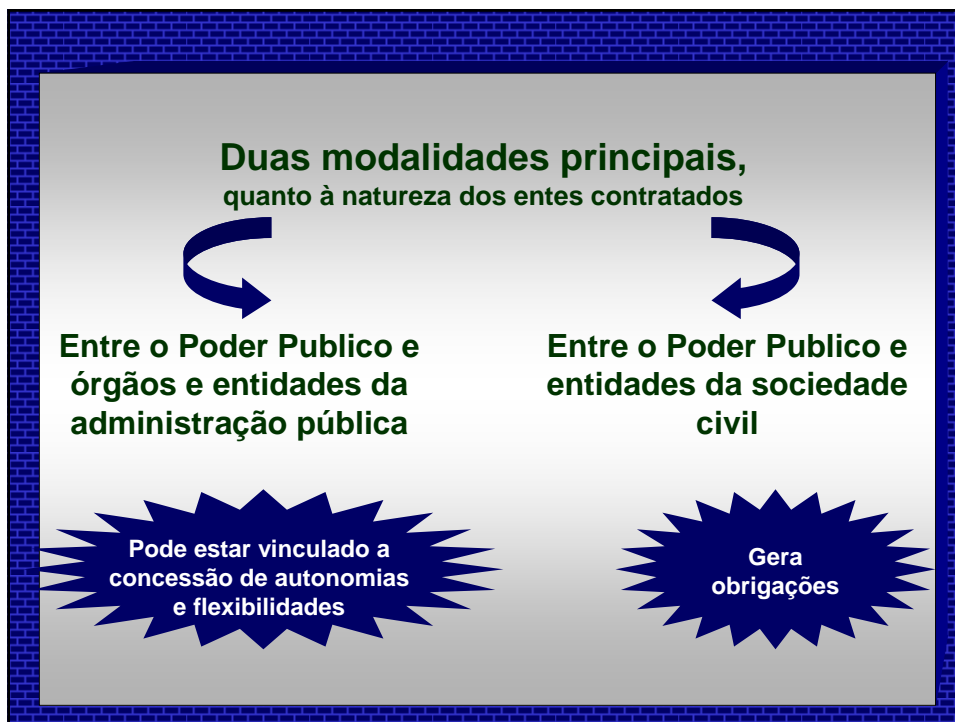 Duas modalidades principais,
quanto à natureza dos entes contratados
Entre o Poder Publico e
órgãos e entidades da
administração pública
Entre o Poder Publico e
entidades da sociedade
civil
Pode estar vinculado a
concessão de autonomias
e flexibilidades
Gera
obrigações